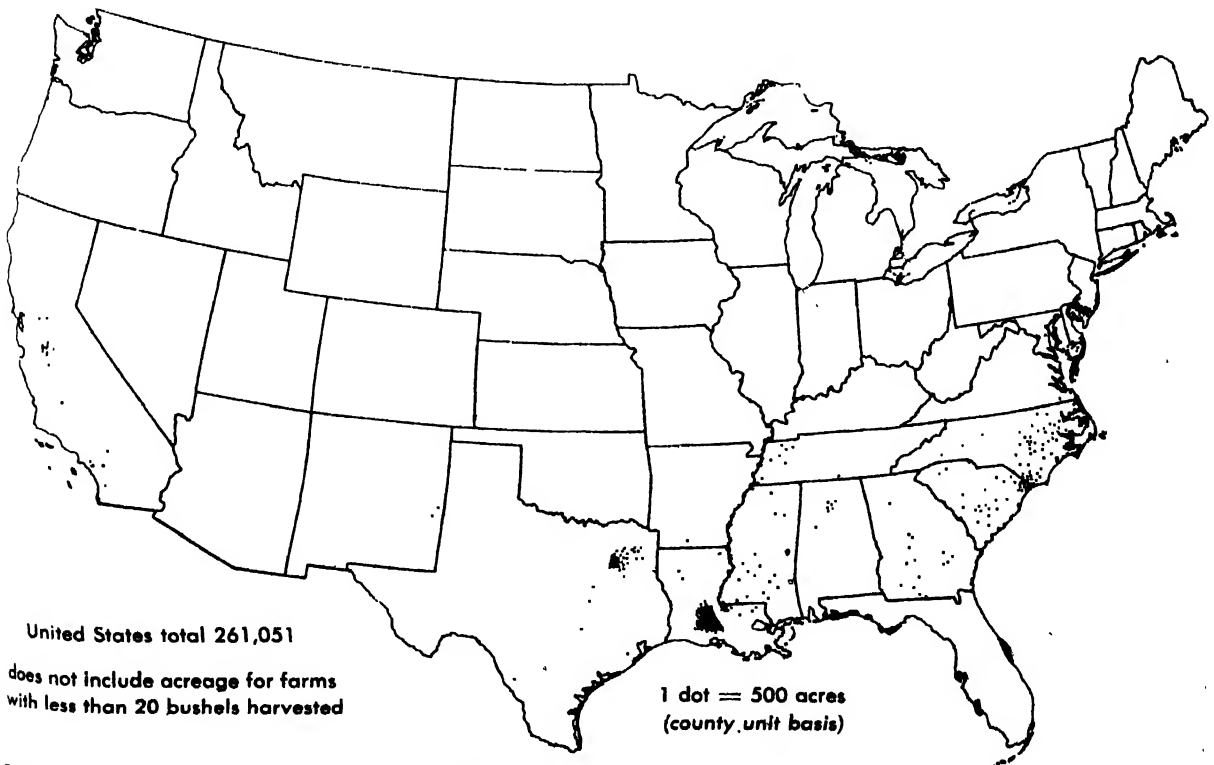 United States total 261,051
does not include acreage for farms
with less than 20 bushels harvested
1 dot = 500 acres
(county unit basis)